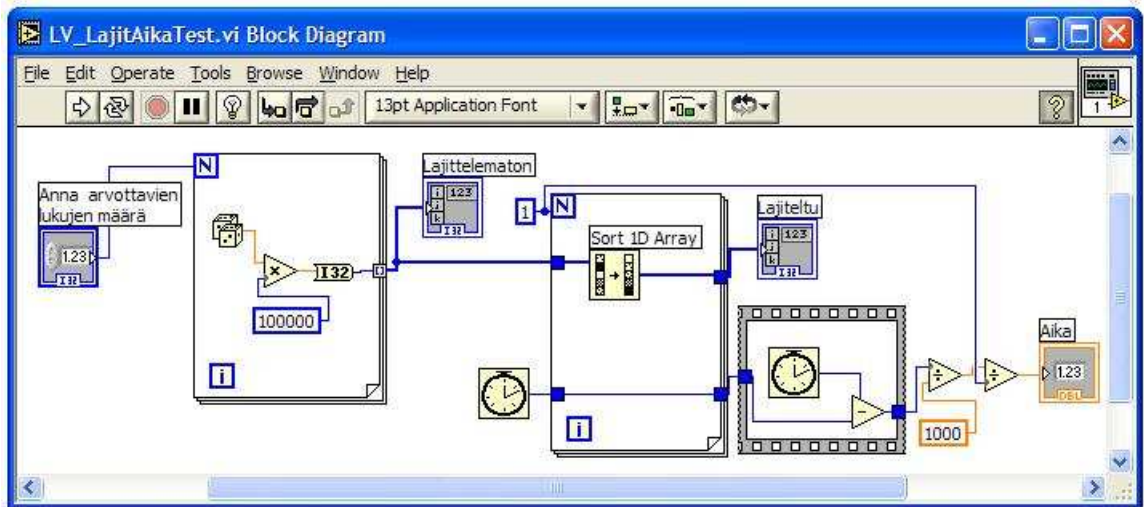 LV_LajitAikaTest.vi Block Diagram
File Edit Operate Tools Browse Window Help
13pt Application Font
?
1
N
Lajittelematon
Anna arvottavien
lukujen määrä
1.23
I32
i
j
k
123
I32
1
N
Lajiteltu
i
j
k
123
I32
Sort 1D Array
×
I32
100000
i
Aika
1.23
DBL
÷
÷
-
1000
i